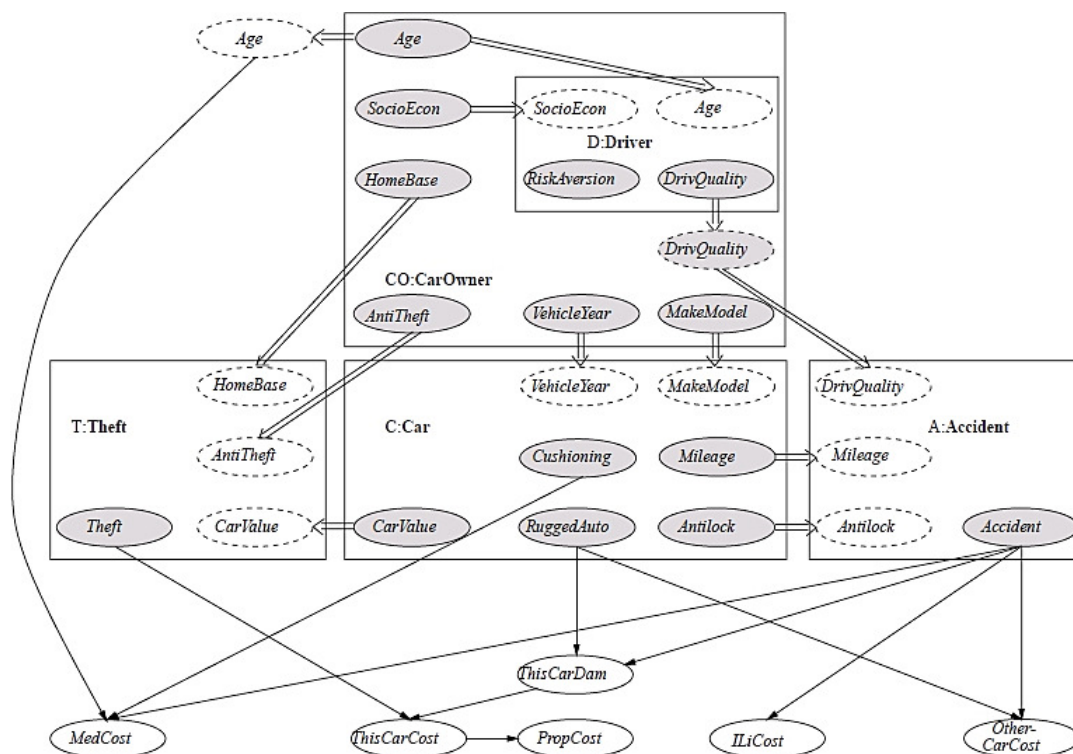 Age
Age
SocioEcon
SocioEcon
Age
D:Driver
HomeBase
RiskAversion
DrivQuality
DrivQuality
CO:CarOwner
AntiTheft
VehicleYear
MakeModel
HomeBase
VehicleYear
MakeModel
DrivQuality
T:Theft
C:Car
A:Accident
AntiTheft
Cushioning
Mileage
Mileage
Theft
CarValue
CarValue
RuggedAuto
Antilock
Antilock
Accident
ThisCarDam
MedCost
ThisCarCost
PropCost
ILiCost
Other-
CarCost